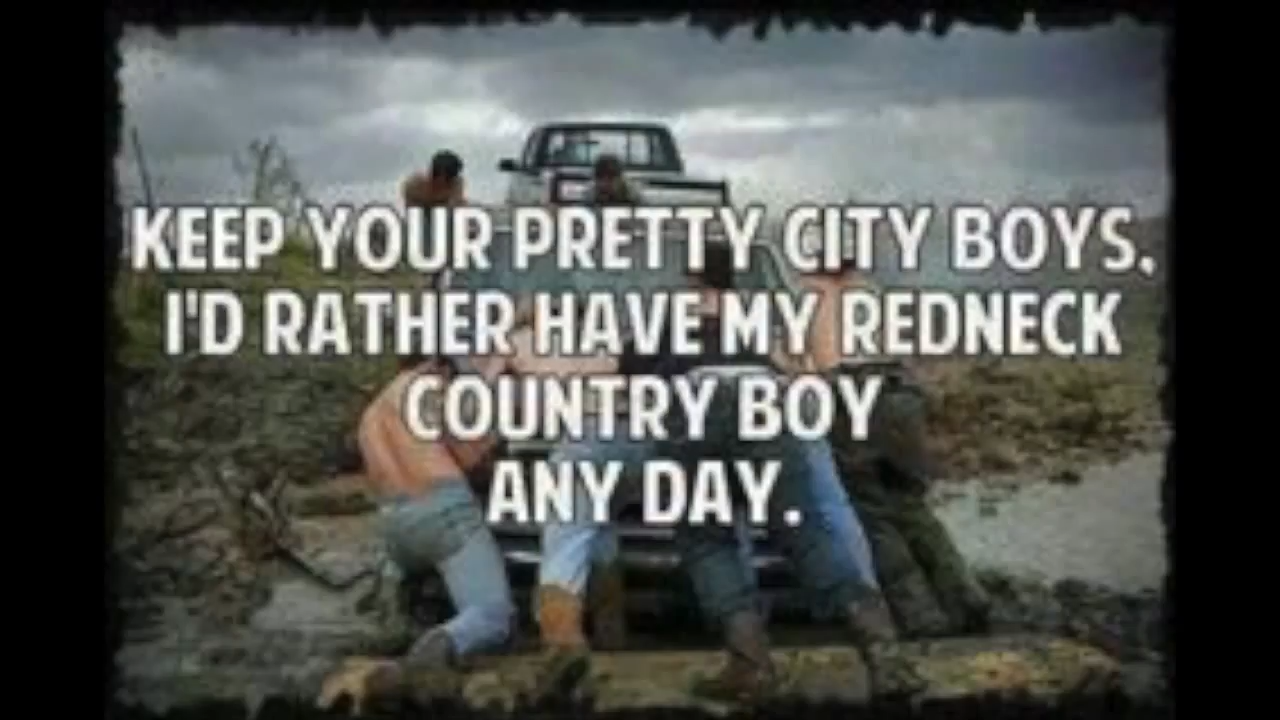 KEEP YOUR PRETTY CITY BOYS.
I'D RATHER HAVE MY REDNECK
COUNTRY BOY
ANY DAY.